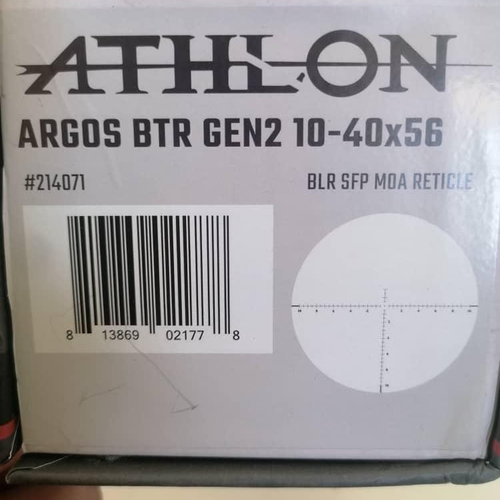 ATHLON
ARGOS BTR GEN2 10-40x56
#214071
BLR SFP MOA RETICLE
8 13869 02177 8